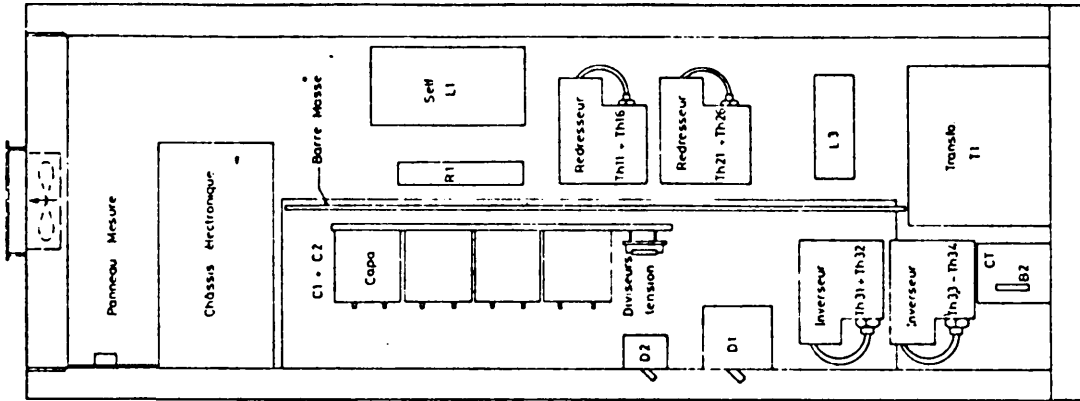 Panneau Mesure
Châssis électronique
Barre Masse
C1 + C2
Capa
R1
Self
L1
Diviseurs
tension
D2
D1
Redresseur
Th11 + Th16
Redresseur
Th21 + Th26
L3
Inverseur
Th31 + Th32
Inverseur
Th33 - Th34
CT
B2
Transfo
T1